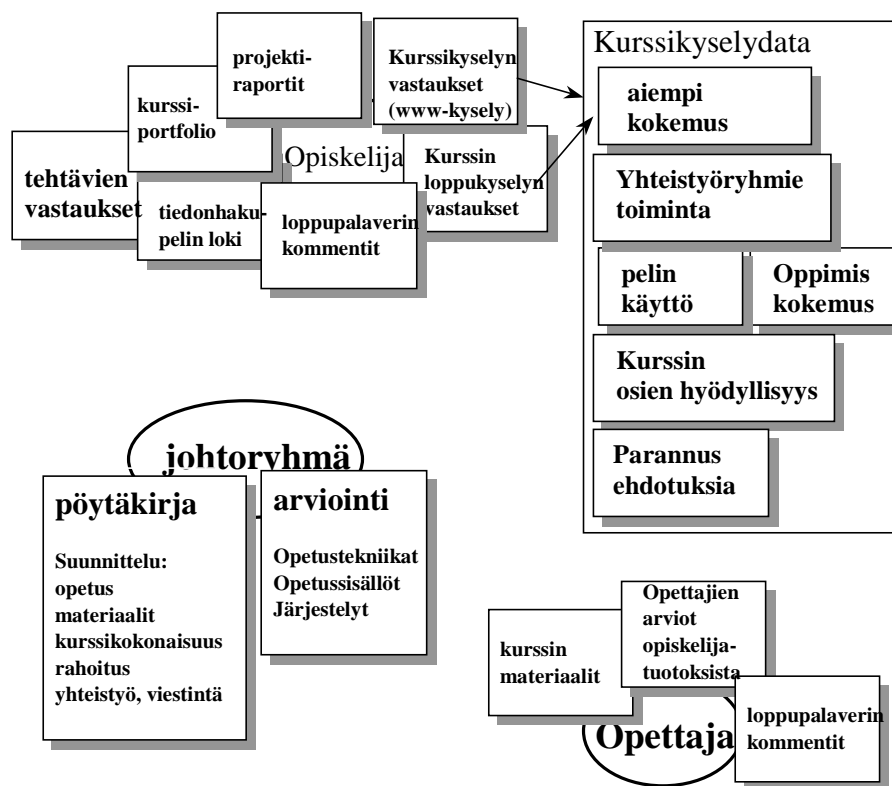 projekti-
raportit
Kurssikyselyn
vastaukset
(www-kysely)
kurssi-
portfolio
Opiskelija
tehtävien
vastaukset
tiedonhaku-
pelin loki
loppupalaverin
kommentit
Kurssin
loppukyselyn
vastaukset
Kurssikyselydata
aiempi
kokemus
Yhteistyöryhmie
toiminta
pelin
käyttö
Oppimis
kokemus
Kurssin
osien hyödyllisyys
Parannus
ehdotuksia
johtoryhmä
pöytäkirja
Suunnittelu:
opetus
materiaalit
kurssikokonaisuus
rahoitus
yhteistyö, viestintä
arviointi
Opetustekniikat
Opetussisällöt
Järjestelyt
kurssin
materiaalit
Opettajien
arviot
opiskelija-
tuotoksista
Opettaja
loppupalaverin
kommentit